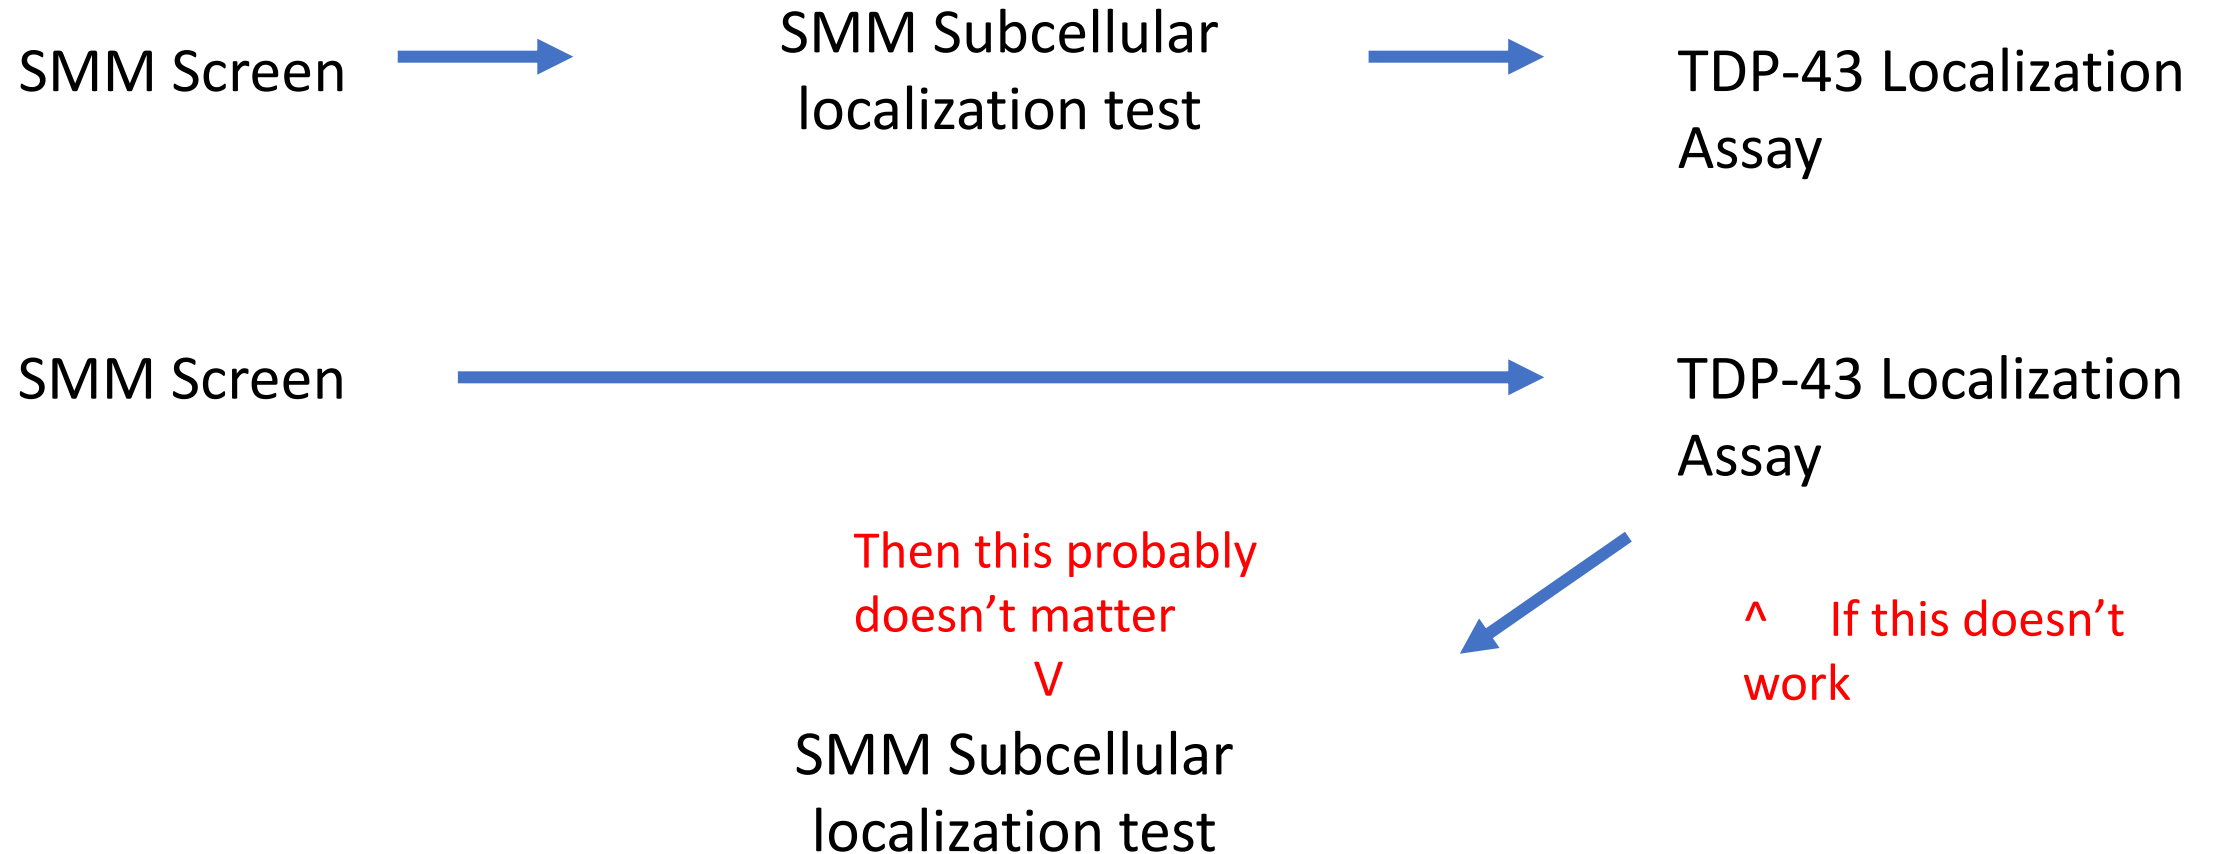 SMM Screen
SMM Subcellular
localization test
TDP-43 Localization
Assay
SMM Screen
TDP-43 Localization
Assay
Then this probably
doesn’t matter
V
^ If this doesn’t
work
SMM Subcellular
localization test